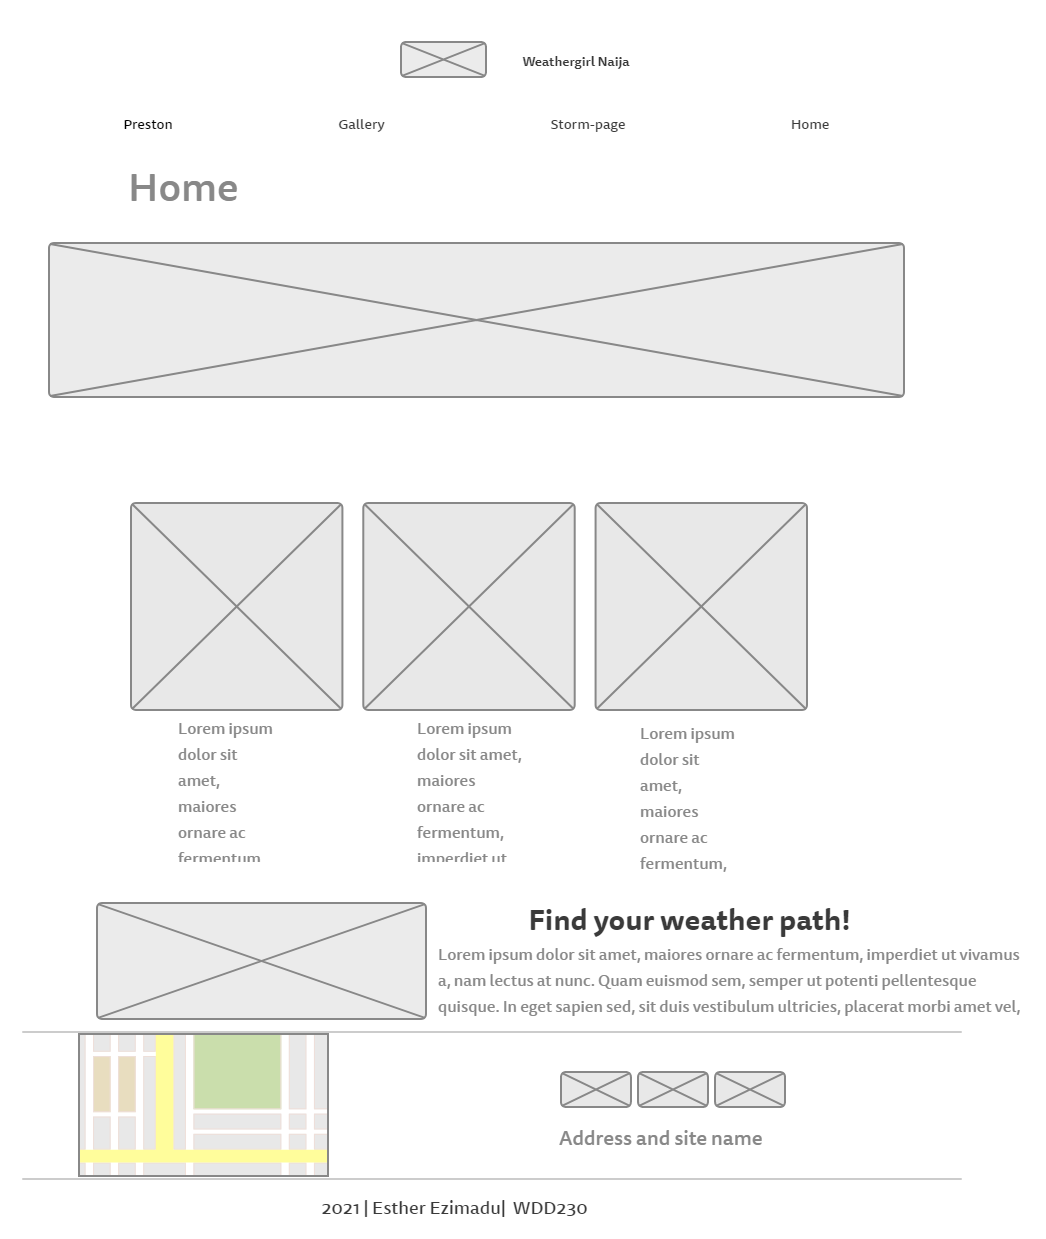 Weathergirl Naija
Preston Gallery Storm-page Home
Home
Lorem ipsum
dolor sit
amet,
maiores
ornare ac
fermentum
Lorem ipsum
dolor sit amet,
maiores
ornare ac
fermentum,
imperdiet ut
Lorem ipsum
dolor sit
amet,
maiores
ornare ac
fermentum,
Find your weather path!
Lorem ipsum dolor sit amet, maiores ornare ac fermentum, imperdiet ut vivamus
a, nam lectus at nunc. Quam euismod sem, semper ut potenti pellentesque
quisque. In eget sapien sed, sit duis vestibulum ultricies, placerat morbi amet vel,
Address and site name
2021 | Esther Ezimadu| WDD230